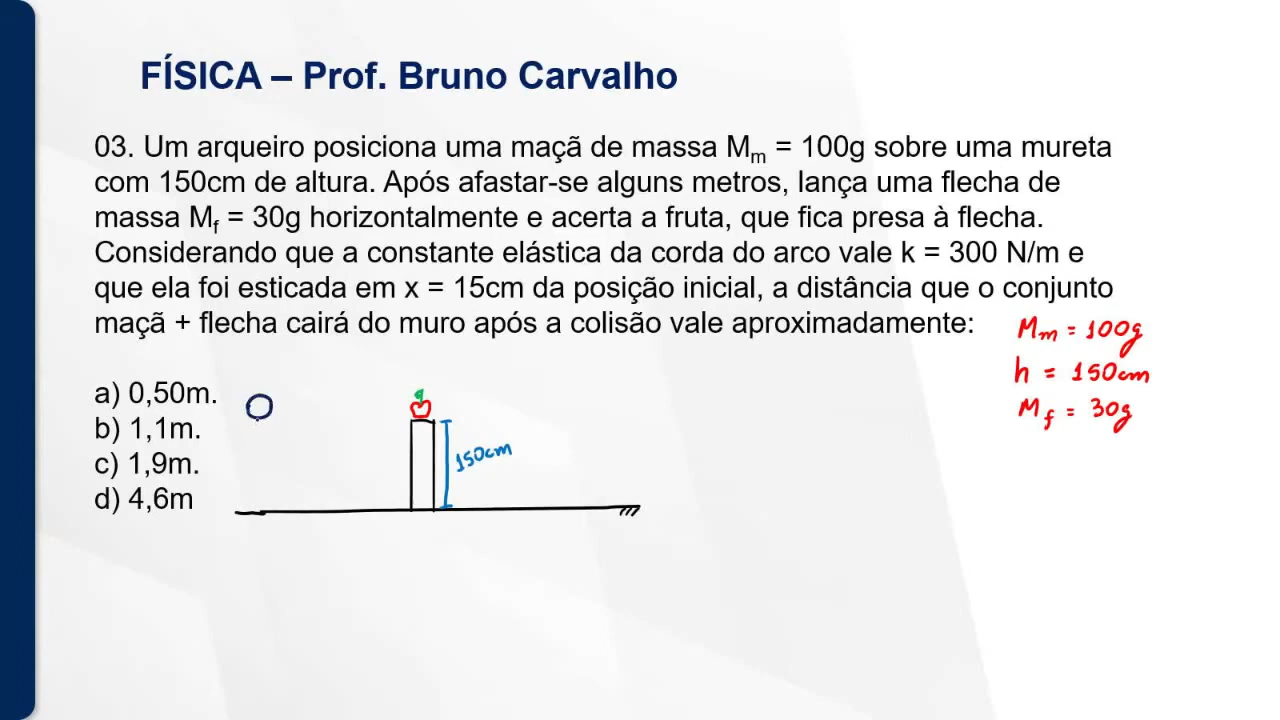 FÍSICA – Prof. Bruno Carvalho
03. Um arqueiro posiciona uma maçã de massa Mm = 100g sobre uma mureta
com 150cm de altura. Após afastar-se alguns metros, lança uma flecha de
massa Mf = 30g horizontalmente e acerta a fruta, que fica presa à flecha.
Considerando que a constante elástica da corda do arco vale k = 300 N/m e
que ela foi esticada em x = 15cm da posição inicial, a distância que o conjunto
maçã + flecha cairá do muro após a colisão vale aproximadamente:
Mm = 100g
h = 150cm
Mf = 30g
a) 0,50m.
b) 1,1m.
c) 1,9m.
d) 4,6m
150cm